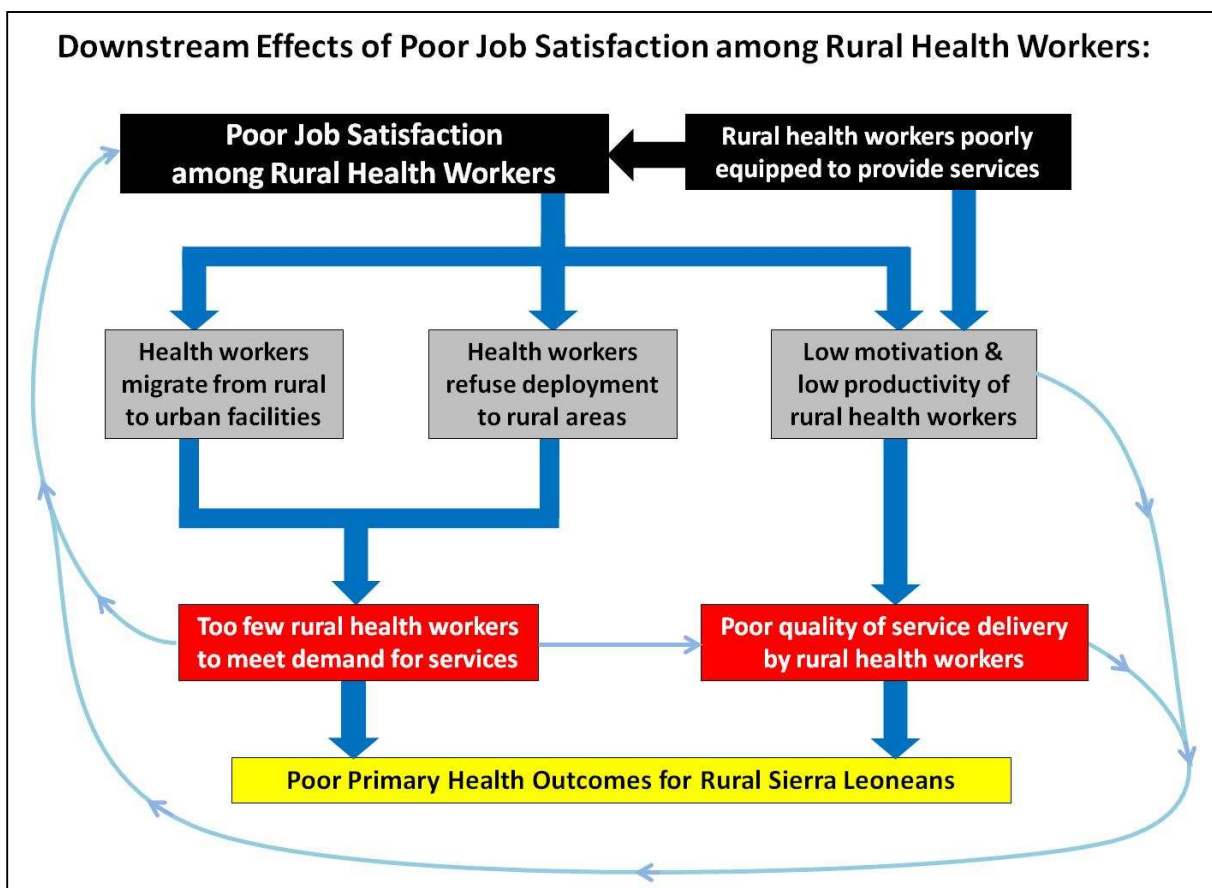 Downstream Effects of Poor Job Satisfaction among Rural Health Workers:
Poor Job Satisfaction
among Rural Health Workers
Rural health workers poorly
equipped to provide services
Health workers
migrate from rural
to urban facilities
Health workers
refuse deployment
to rural areas
Low motivation &
low productivity of
rural health workers
Too few rural health workers
to meet demand for services
Poor quality of service delivery
by rural health workers
Poor Primary Health Outcomes for Rural Sierra Leoneans